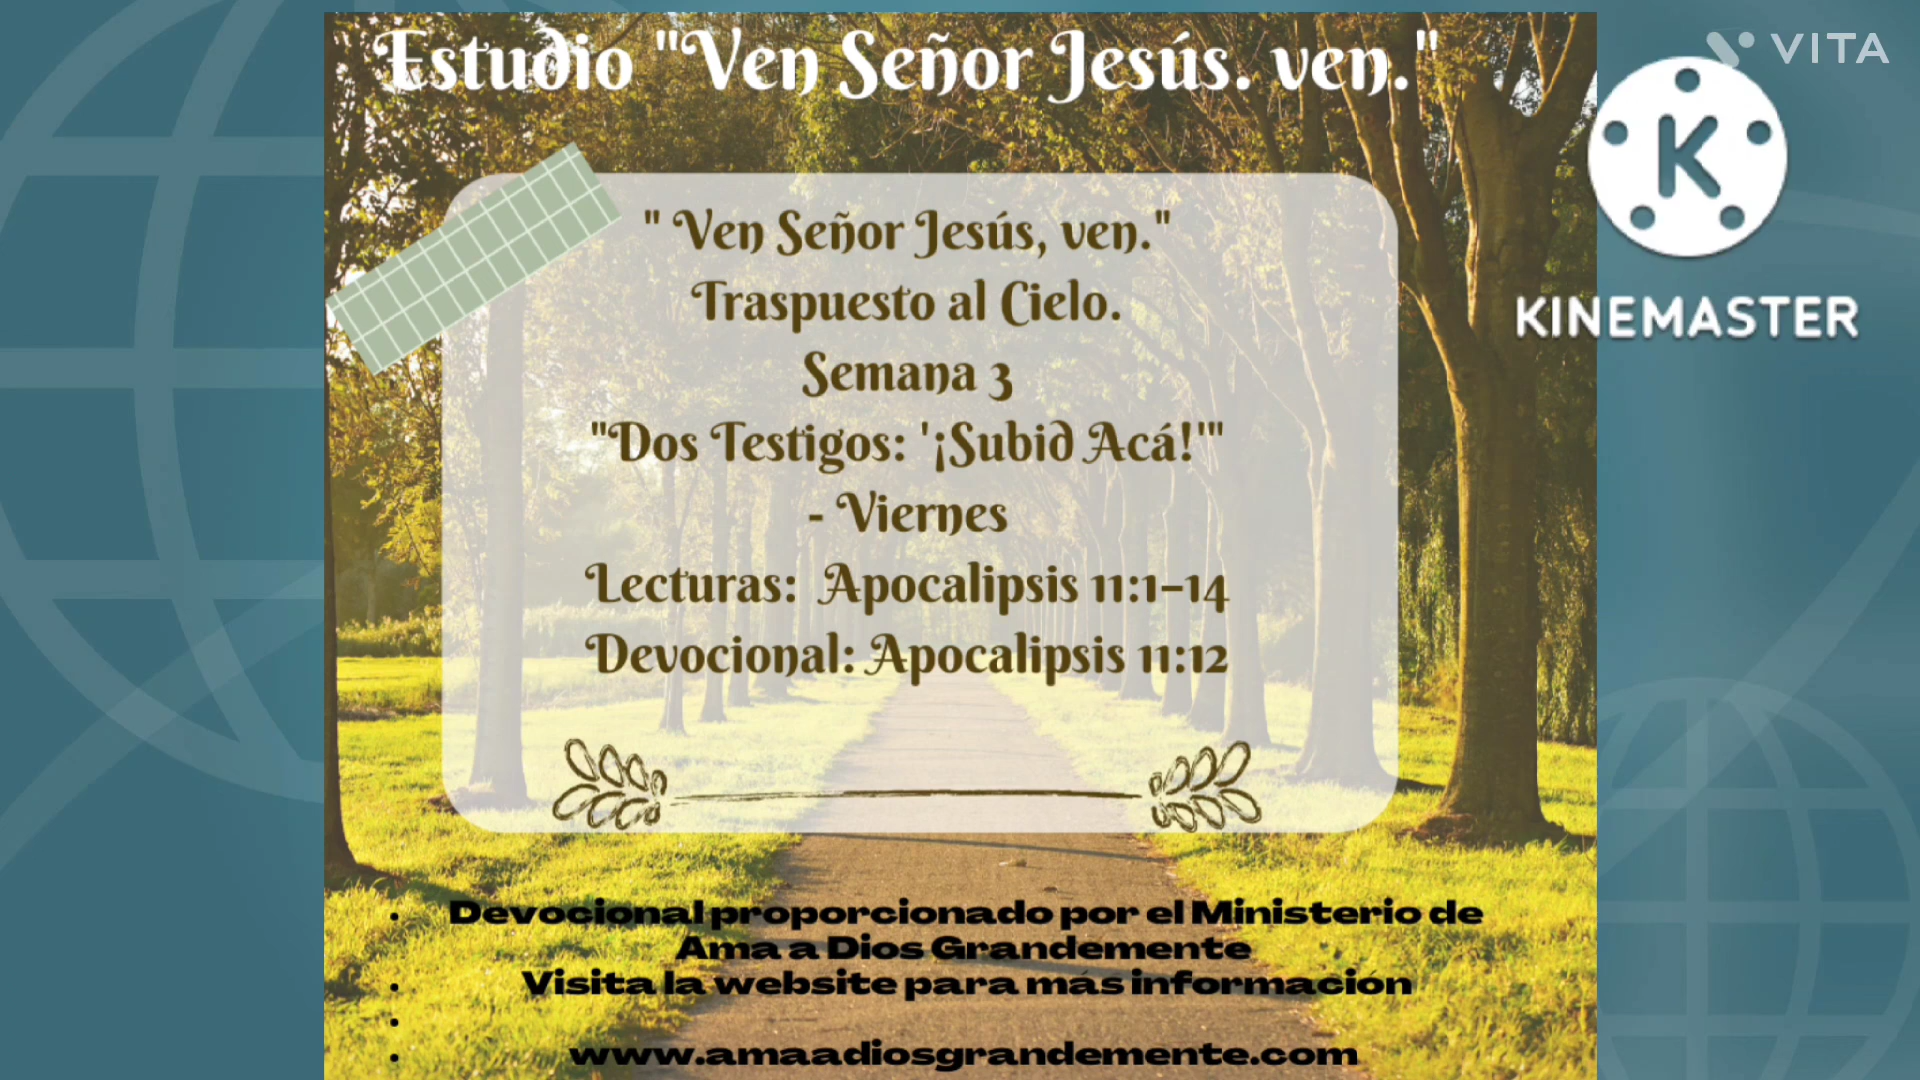 Estudio "Ven Señor Jesús. ven."
VITA
K
KINEMASTER
" Ven Señor Jesús, ven."
Traspuesto al Cielo.
Semana 3
"Dos Testigos: '¡Subid Acá!'"
- Viernes
Lecturas: Apocalipsis 11:1–14
Devocional: Apocalipsis 11:12
• Devocional proporcionado por el Ministerio de
Ama a Dios Grandemente
• Visita la website para más información
•
• www.amaadiosgrandemente.com